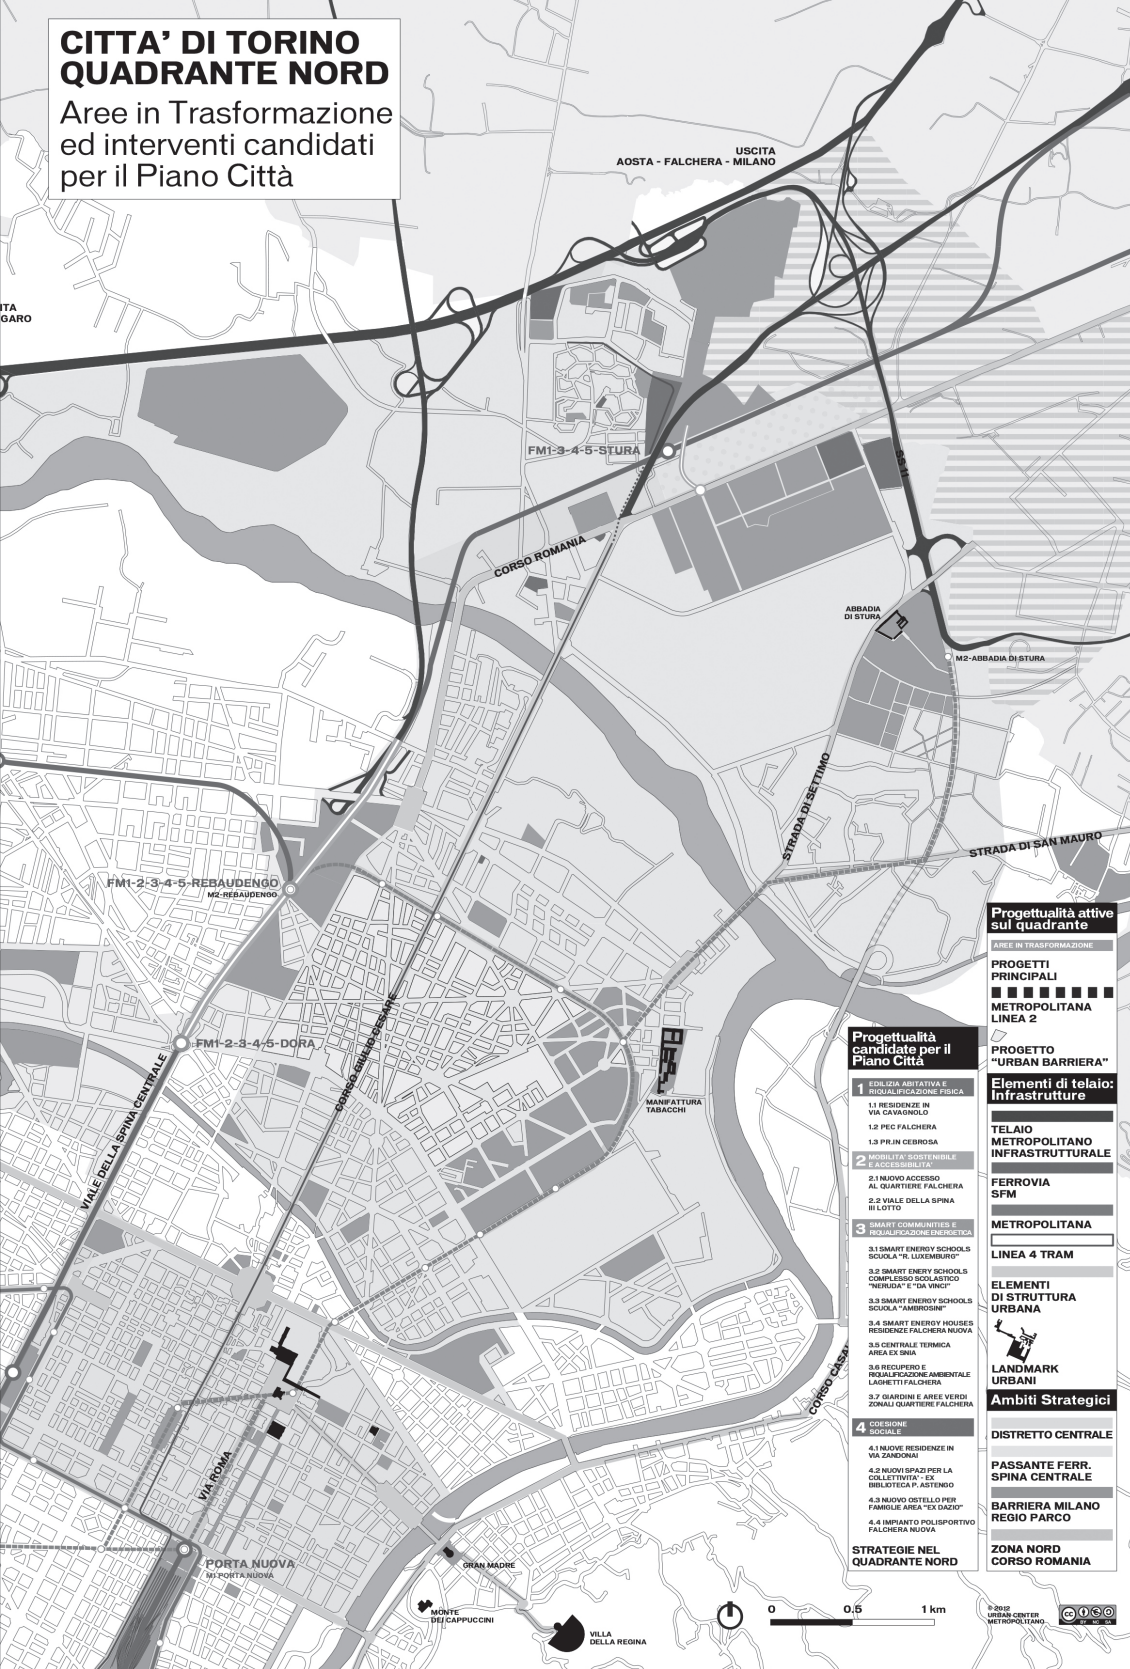 CITTA' DI TORINO
QUADRANTE NORD
Aree in Trasformazione
ed interventi candidati
per il Piano Città
USCITA
AOSTA - FALCHERA - MILANO
ITA
GARO
FM1-3-4-5-STURA
SS 11
CORSO ROMANIA
ABBADIA
DI STURA
M2-ABBADIA DI STURA
STRADA DI SETTIMO
STRADA DI SAN MAURO
FM1-2-3-4-5-REBAUDENGO
M2-REBAUDENGO
CORSO GIULIO CESARE
FM1-2-3-4-5-DORA
VIALE DELLA SPINA CENTRALE
MANIFATTURA
TABACCHI
CORSO CASAL
VIA ROMA
PORTA NUOVA
M1 PORTA NUOVA
GRAN MADRE
MONTE
DEI CAPPUCCINI
VILLA
DELLA REGINA
Progettualità
candidate per il
Piano Città
1 EDILIZIA ABITATIVA E
RIQUALIFICAZIONE FISICA
1.1 RESIDENZE IN
VIA CAVAGNOLO
1.2 PEC FALCHERA
1.3 PR.IN CEBROSA
2 MOBILITA' SOSTENIBILE
E ACCESSIBILITA'
2.1 NUOVO ACCESSO
AL QUARTIERE FALCHERA
2.2 VIALE DELLA SPINA
III LOTTO
3 SMART COMMUNITIES E
RIQUALIFICAZIONE ENERGETICA
3.1 SMART ENERGY SCHOOLS
SCUOLA "R. LUXEMBURG"
3.2 SMART ENERY SCHOOLS
COMPLESSO SCOLASTICO
"NERUDA" E "DA VINCI"
3.3 SMART ENERGY SCHOOLS
SCUOLA "AMBROSINI"
3.4 SMART ENERGY HOUSES
RESIDENZE FALCHERA NUOVA
3.5 CENTRALE TERMICA
AREA EX SNIA
3.6 RECUPERO E
RIQUALIFICAZIONE AMBIENTALE
LAGHETTI FALCHERA
3.7 GIARDINI E AREE VERDI
ZONALI QUARTIERE FALCHERA
4 COESIONE
SOCIALE
4.1 NUOVE RESIDENZE IN
VIA ZANDONAI
4.2 NUOVI SPAZI PER LA
COLLETTIVITA' - EX
BIBLIOTECA P. ASTENGO
4.3 NUOVO OSTELLO PER
FAMIGLIE AREA "EX DAZIO"
4.4 IMPIANTO POLISPORTIVO
FALCHERA NUOVA
STRATEGIE NEL
QUADRANTE NORD
Progettualità attive
sul quadrante
AREE IN TRASFORMAZIONE
PROGETTI
PRINCIPALI
METROPOLITANA
LINEA 2
PROGETTO
"URBAN BARRIERA"
Elementi di telaio:
Infrastrutture
TELAIO
METROPOLITANO
INFRASTRUTTURALE
FERROVIA
SFM
METROPOLITANA
LINEA 4 TRAM
ELEMENTI
DI STRUTTURA
URBANA
LANDMARK
URBANI
Ambiti Strategici
DISTRETTO CENTRALE
PASSANTE FERR.
SPINA CENTRALE
BARRIERA MILANO
REGIO PARCO
ZONA NORD
CORSO ROMANIA
0 0.5 1 km
© 2012
URBAN CENTER
METROPOLITANO
CC BY NC SA